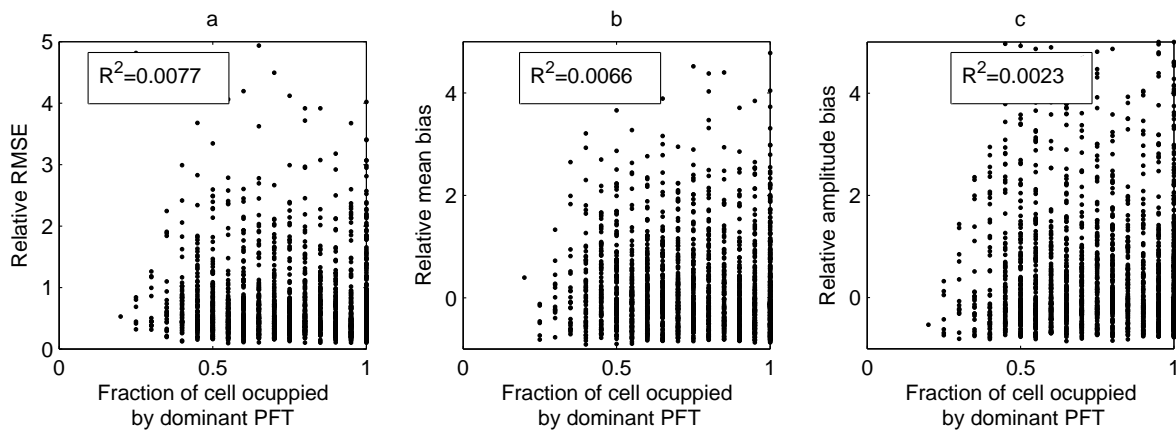 a
R2=0.0077
5
4
3
2
1
0
0
0.5
1
Relative RMSE
Fraction of cell ocuppied
by dominant PFT
b
R2=0.0066
4
2
0
0
0.5
1
Relative mean bias
Fraction of cell ocuppied
by dominant PFT
c
R2=0.0023
4
2
0
0
0.5
1
Relative amplitude bias
Fraction of cell ocuppied
by dominant PFT